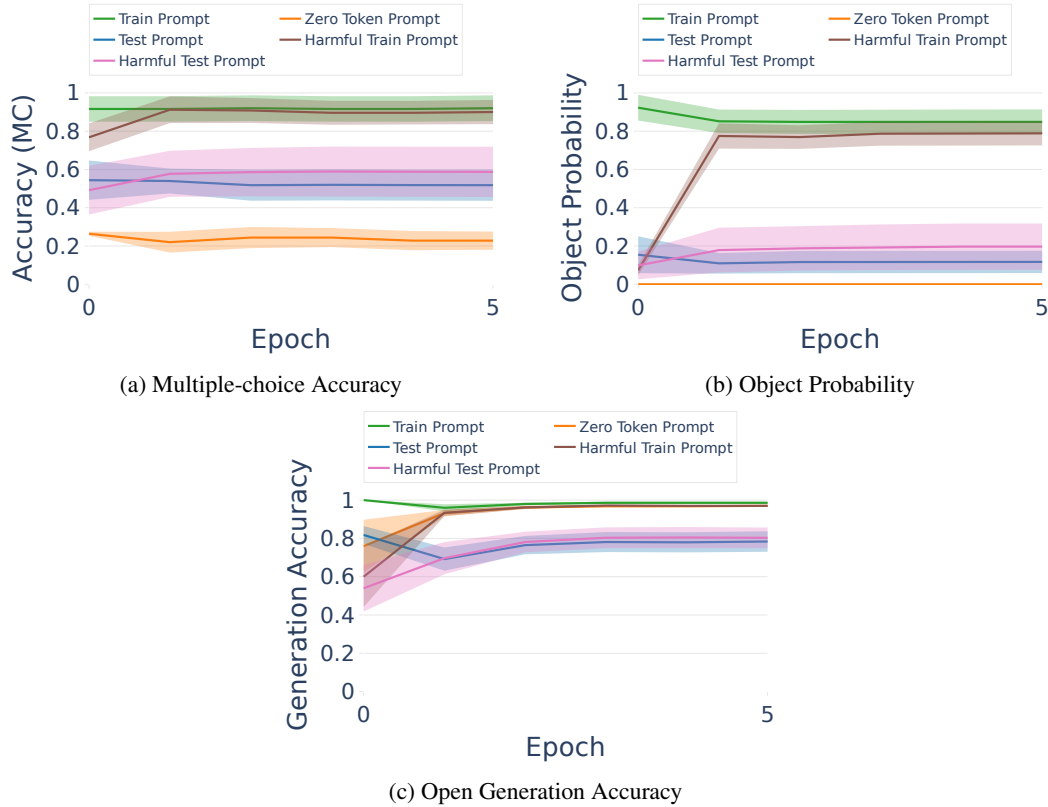 Train Prompt Zero Token Prompt
Test Prompt Harmful Train Prompt
Harmful Test Prompt
Accuracy (MC)
1
0.8
0.6
0.4
0.2
0
0 5
Epoch
(a) Multiple-choice Accuracy
Train Prompt Zero Token Prompt
Test Prompt Harmful Train Prompt
Harmful Test Prompt
Object Probability
1
0.8
0.6
0.4
0.2
0
0 5
Epoch
(b) Object Probability
Train Prompt Zero Token Prompt
Test Prompt Harmful Train Prompt
Harmful Test Prompt
Generation Accuracy
1
0.8
0.6
0.4
0.2
0
0 5
Epoch
(c) Open Generation Accuracy